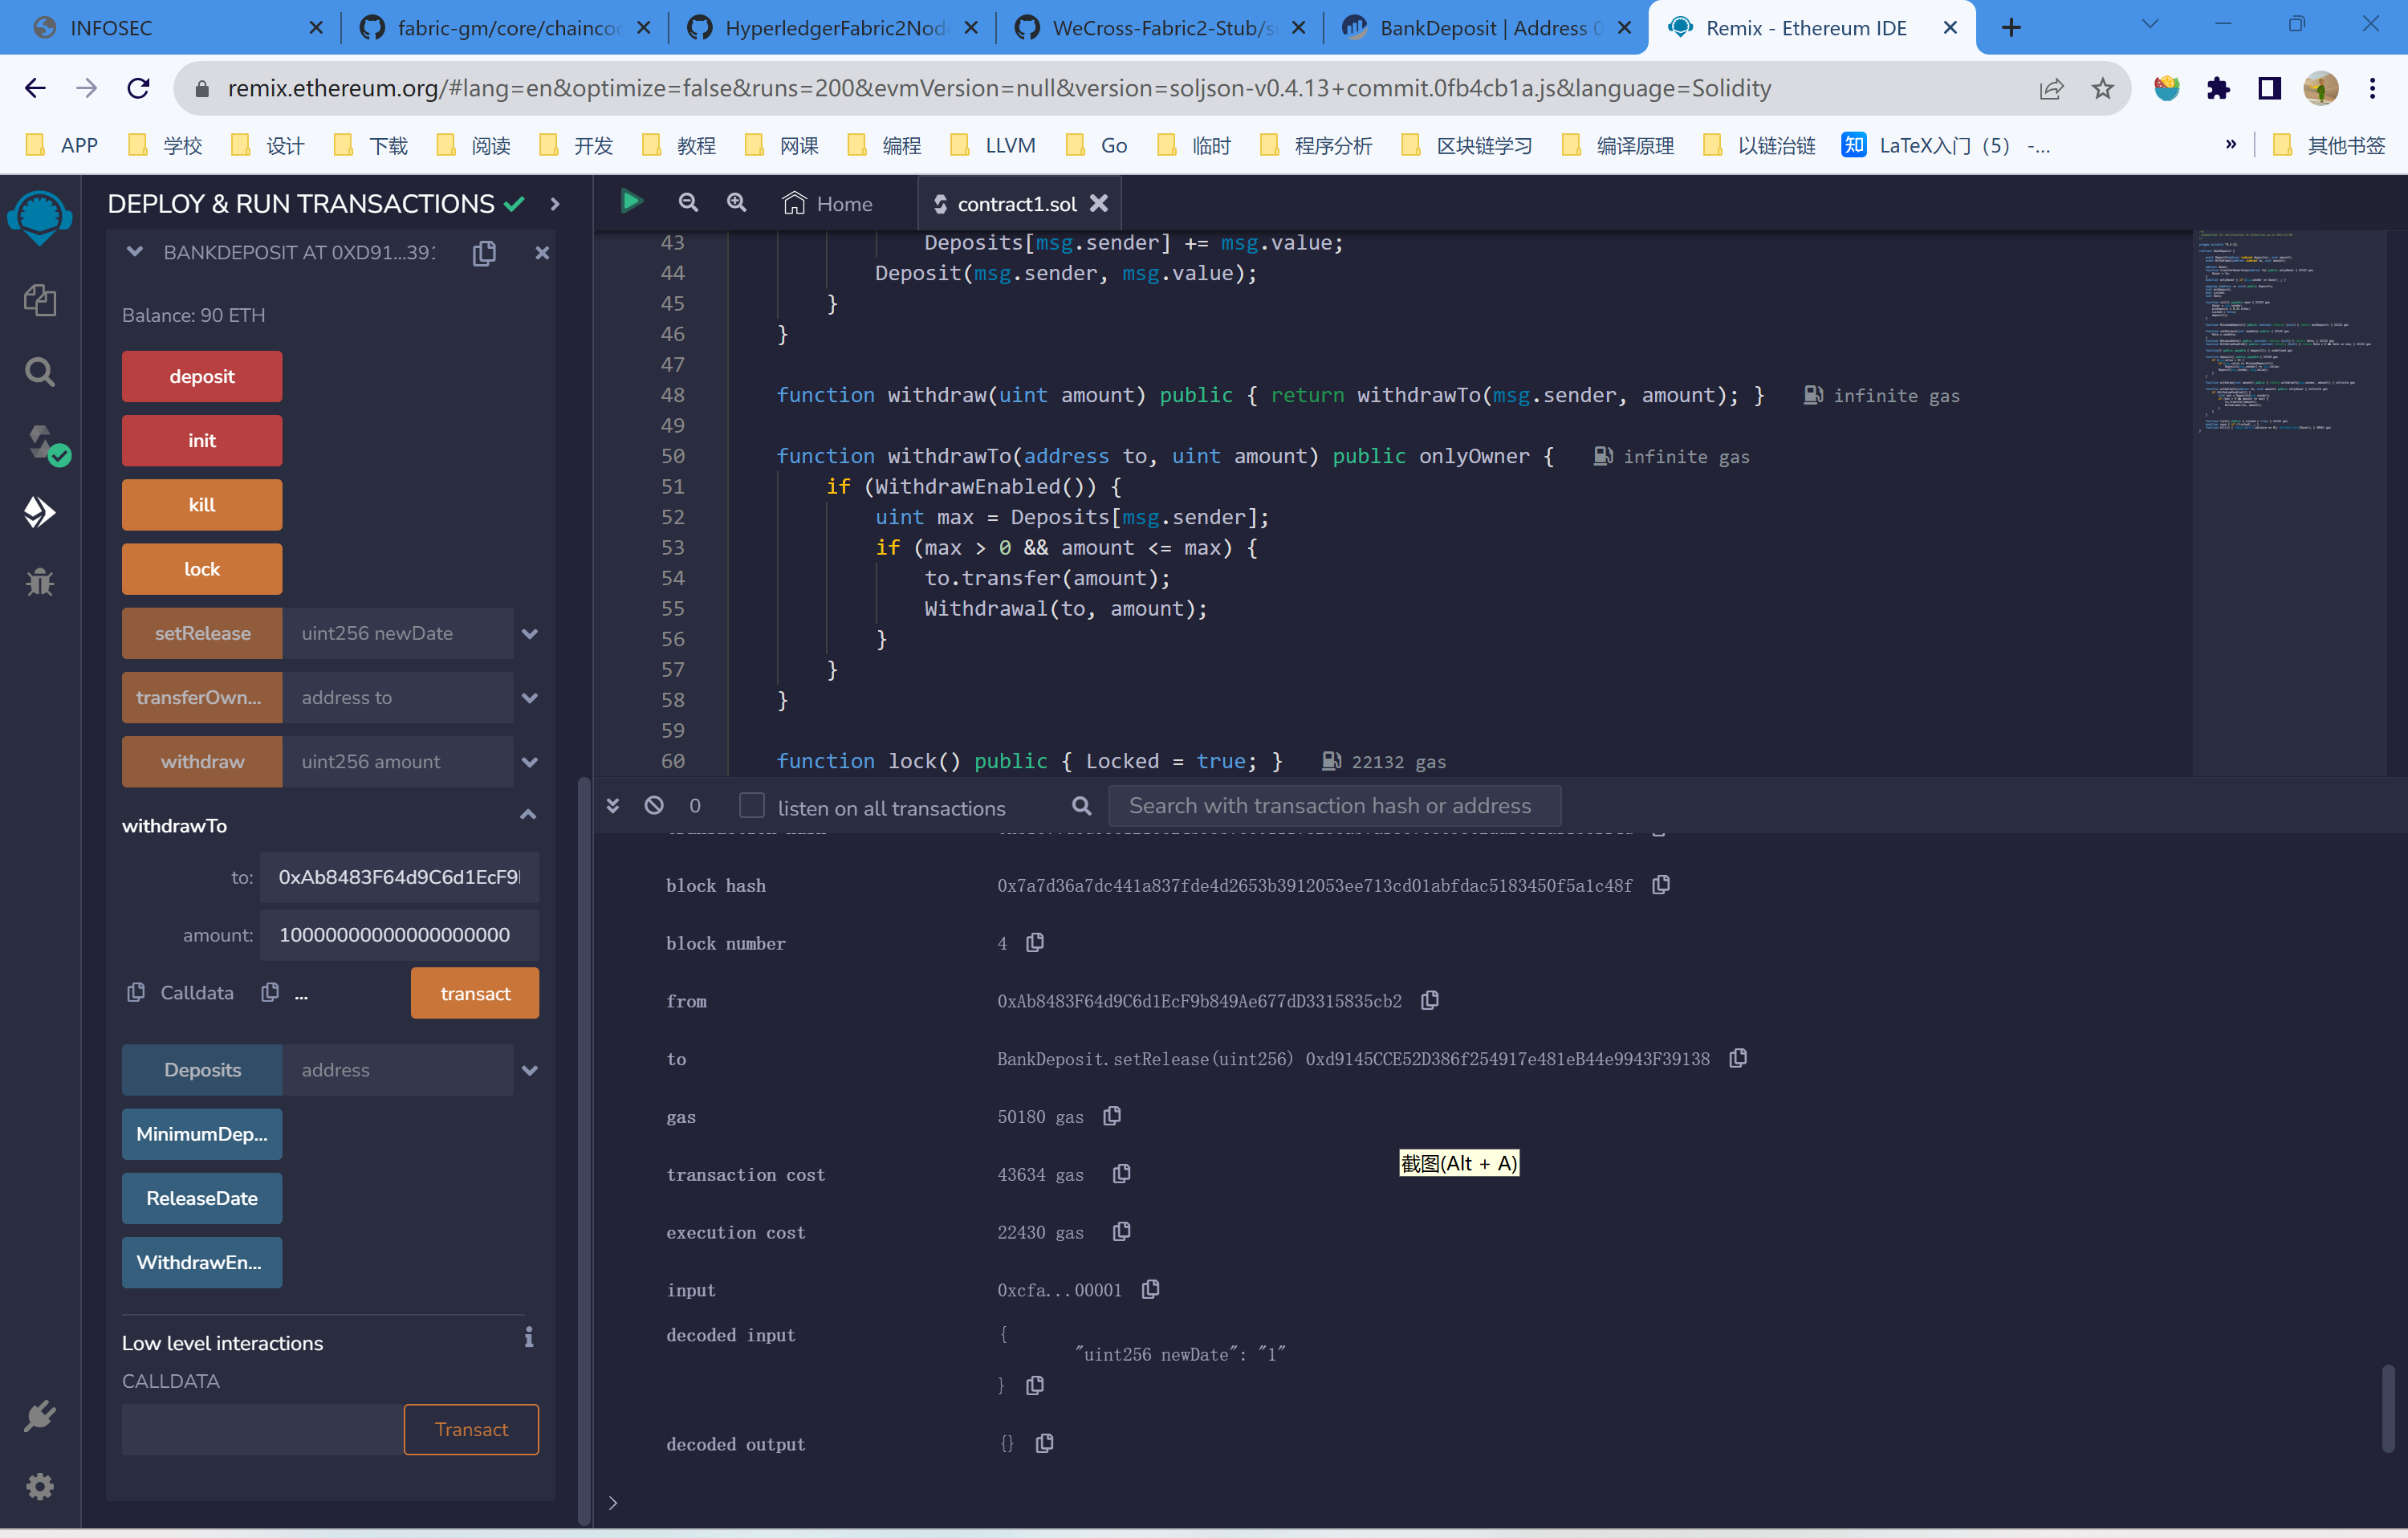 INFOSEC
fabric-gm/core/chaincod
HyperledgerFabric2Nod
WeCross-Fabric2-Stub/s
BankDeposit | Address 0
Remix - Ethereum IDE
remix.ethereum.org/#lang=en&optimize=false&runs=200&evmVersion=null&version=soljson-v0.4.13+commit.0fb4cb1a.js&language=Solidity
APP 学校 设计 下载 阅读 开发 教程 网课 编程 LLVM Go 临时 程序分析 区块链学习 编译原理 以链治链 知 LaTeX入门（5） -... » 其他书签
DEPLOY & RUN TRANSACTIONS
BANKDEPOSIT AT 0XD91...391
Balance: 90 ETH
deposit
init
kill
lock
setRelease uint256 newDate
transferOwn... address to
withdraw uint256 amount
withdrawTo
to: 0xAb8483F64d9C6d1EcF9
amount: 10000000000000000000
Calldata ... transact
Deposits address
MinimumDep...
ReleaseDate
WithdrawEn...
Low level interactions
CALLDATA
Transact
Home
contract1.sol
43 Deposits[msg.sender] += msg.value;
44 Deposit(msg.sender, msg.value);
45 }
46 }
47
48 function withdraw(uint amount) public { return withdrawTo(msg.sender, amount); } infinite gas
49
50 function withdrawTo(address to, uint amount) public onlyOwner { infinite gas
51 if (WithdrawEnabled()) {
52 uint max = Deposits[msg.sender];
53 if (max > 0 && amount <= max) {
54 to.transfer(amount);
55 Withdrawal(to, amount);
56 }
57 }
58 }
59
60 function lock() public { Locked = true; } 22132 gas
0 listen on all transactions Search with transaction hash or address
block hash 0x7a7d36a7dc441a837fde4d2653b3912053ee713cd01abfdac5183450f5a1c48f
block number 4
from 0xAb8483F64d9C6d1EcF9b849Ae677dD3315835cb2
to BankDeposit.setRelease(uint256) 0xd9145CCE52D386f254917e481eB44e9943F39138
gas 50180 gas
transaction cost 43634 gas
execution cost 22430 gas
input 0xcfa...00001
decoded input {
"uint256 newDate": "1"
}
decoded output {}
截图(Alt + A)
>